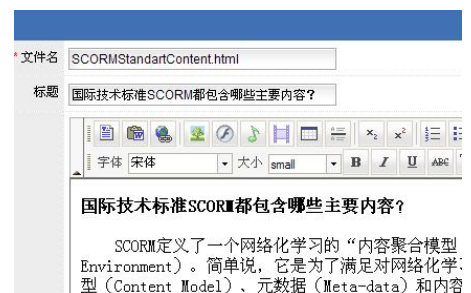 *文件名 SCORMStandartContent.html
标题 国际技术标准SCORM都包含哪些主要内容?
字体 宋体 大小 small B I U ABC
国际技术标准SCORM都包含哪些主要内容?
SCORM定义了一个网络化学习的“内容聚合模型
Environment)。简单说,它是为了满足对网络化学
型(Content Model)、元数据(Meta-data)和内容